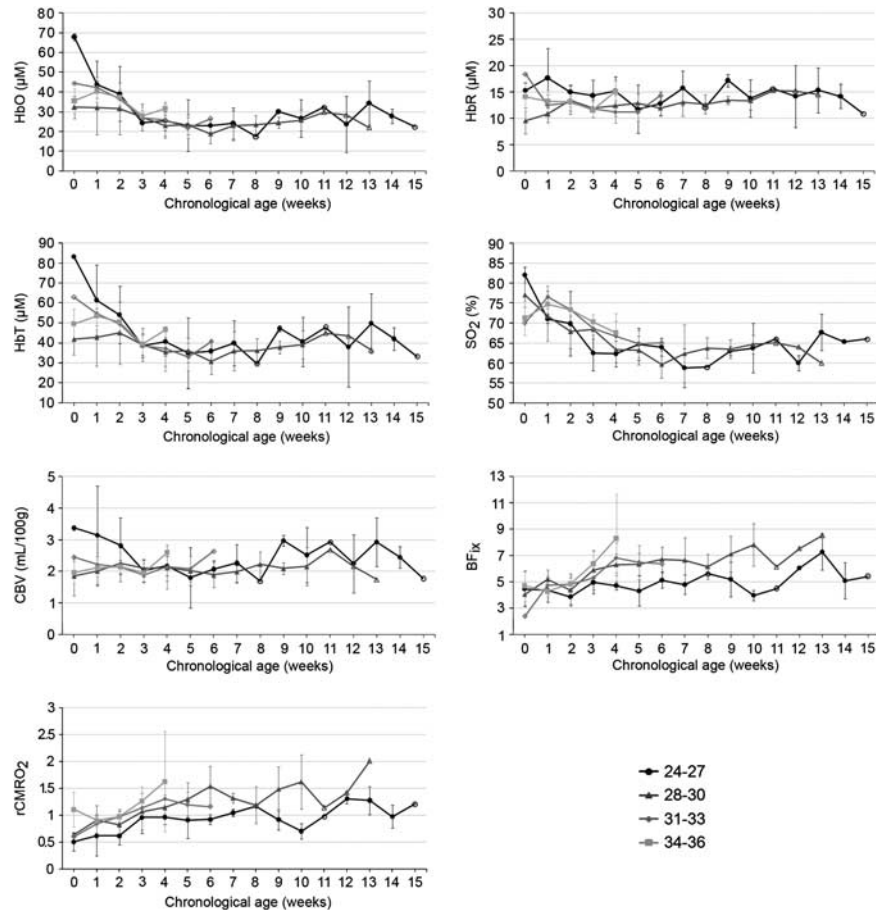 80
70
60
50
40
30
20
10
0
HbO (µM)
0 1 2 3 4 5 6 7 8 9 10 11 12 13 14 15
Chronological age (weeks)
30
25
20
15
10
5
0
HbR (µM)
0 1 2 3 4 5 6 7 8 9 10 11 12 13 14 15
Chronological age (weeks)
90
80
70
60
50
40
30
20
10
HbT (µM)
0 1 2 3 4 5 6 7 8 9 10 11 12 13 14 15
Chronological age (weeks)
90
85
80
75
70
65
60
55
50
SO2 (%)
0 1 2 3 4 5 6 7 8 9 10 11 12 13 14 15
Chronological age (weeks)
5
4
3
2
1
0
CBV (mL/100g)
0 1 2 3 4 5 6 7 8 9 10 11 12 13 14 15
Chronological age (weeks)
13
11
9
7
5
3
1
BFix
0 1 2 3 4 5 6 7 8 9 10 11 12 13 14 15
Chronological age (weeks)
3
2.5
2
1.5
1
0.5
0
rCMRO2
0 1 2 3 4 5 6 7 8 9 10 11 12 13 14 15
Chronological age (weeks)
24-27
28-30
31-33
34-36